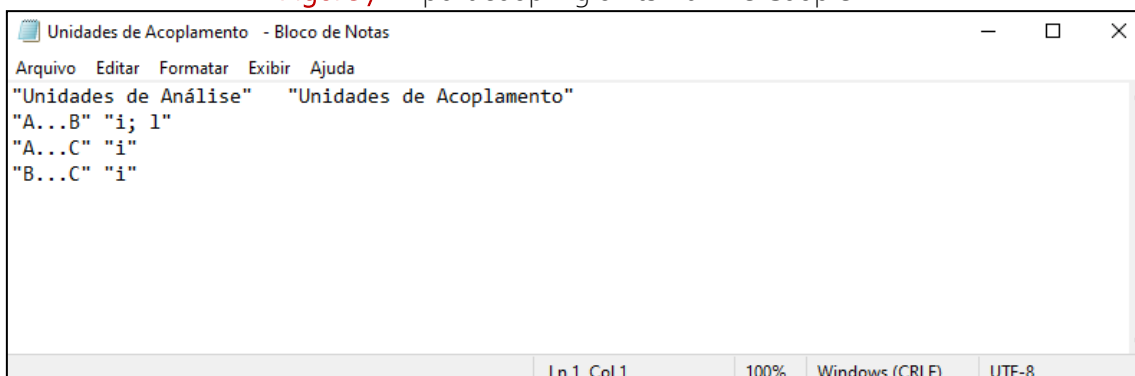 Unidades de Acoplamento - Bloco de Notas
Arquivo Editar Formatar Exibir Ajuda
"Unidades de Análise" "Unidades de Acoplamento"
"A...B" "i; l"
"A...C" "i"
"B...C" "i"
Ln 1, Col 1 100% Windows (CRLF) UTF-8